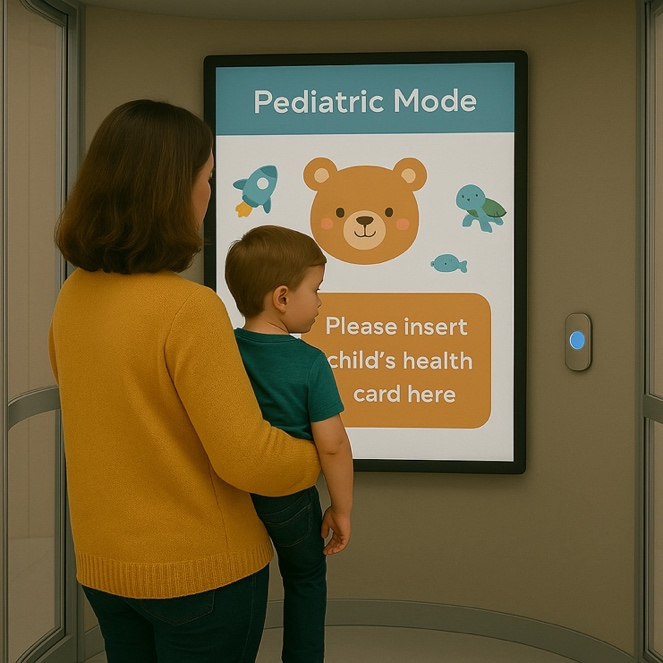 Pediatric Mode
Please insert
child's health
card here